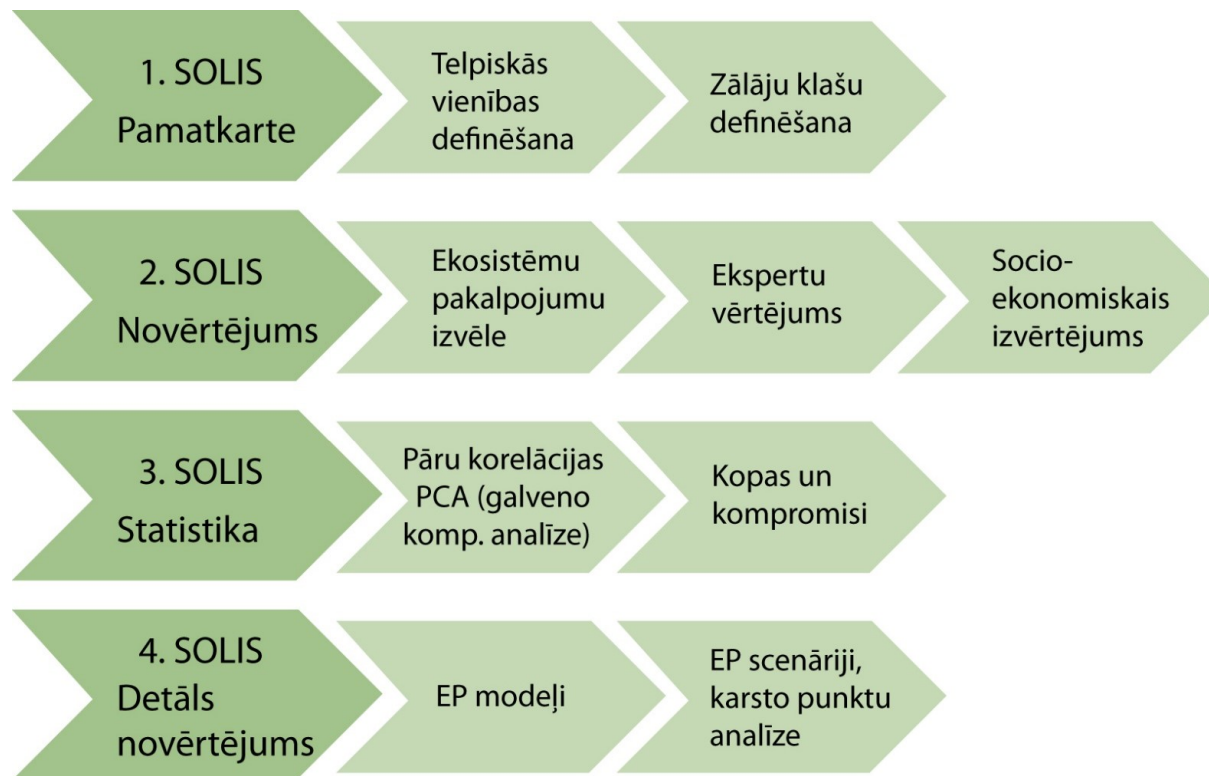 1. SOLIS
Pamatkarte
Telpiskās
vienības
definēšana
Zālāju klašu
definēšana
2. SOLIS
Novērtējums
Ekosistēmu
pakalpojumu
izvēle
Ekspertu
vērtējums
Socio-
ekonomiskais
izvērtējums
3. SOLIS
Statistika
Pāru korelācijas
PCA (galveno
komp. analīze)
Kopas un
kompromisi
4. SOLIS
Detāls
novērtējums
EP modeļi
EP scenāriji,
karsto punktu
analīze